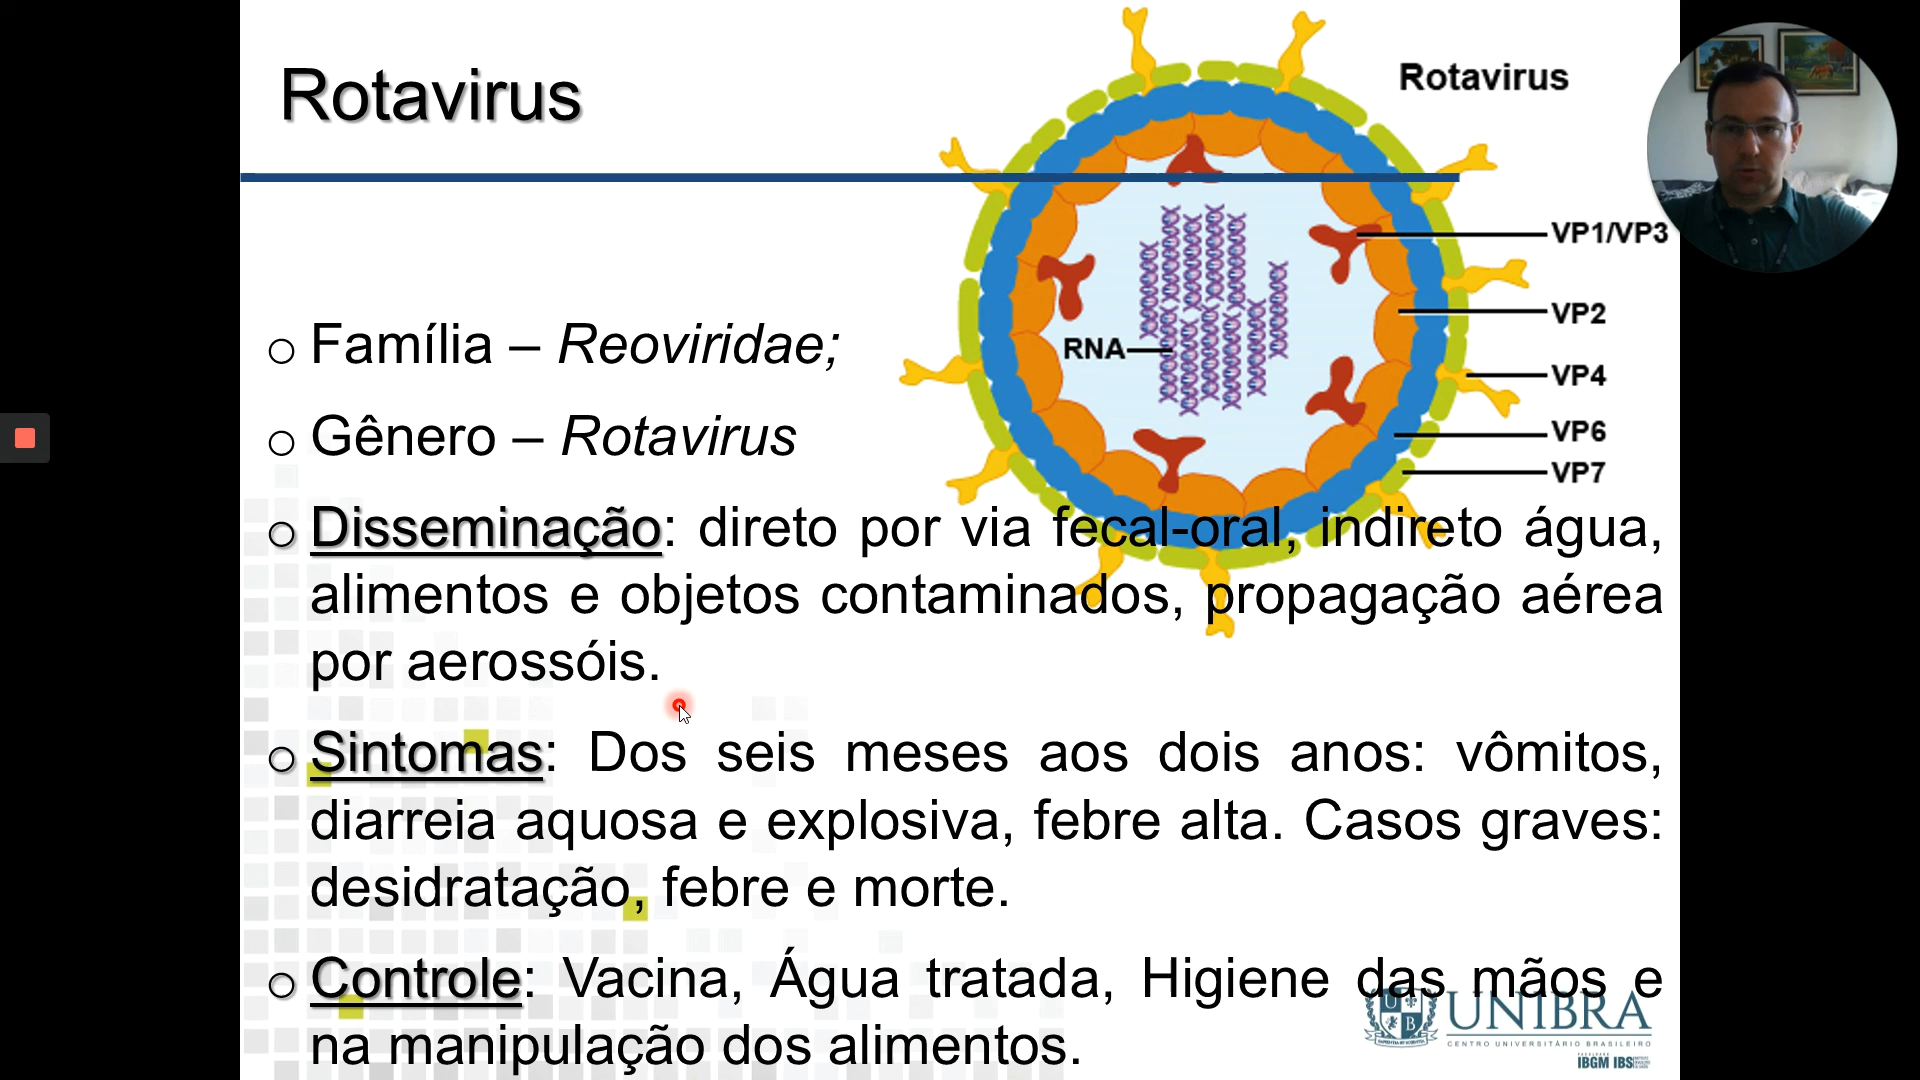 Rotavirus
Rotavirus
VP1/VP3
VP2
RNA
VP4
VP6
VP7
Família – Reoviridae;
Gênero – Rotavirus
Disseminação: direto por via fecal-oral, indireto água,
alimentos e objetos contaminados, propagação aérea
por aerossóis.
Sintomas: Dos seis meses aos dois anos: vômitos,
diarreia aquosa e explosiva, febre alta. Casos graves:
desidratação, febre e morte.
Controle: Vacina, Água tratada, Higiene das mãos e
na manipulação dos alimentos.
UNIBRA
CENTRO UNIVERSITÁRIO BRASILEIRO
IBGM IBS